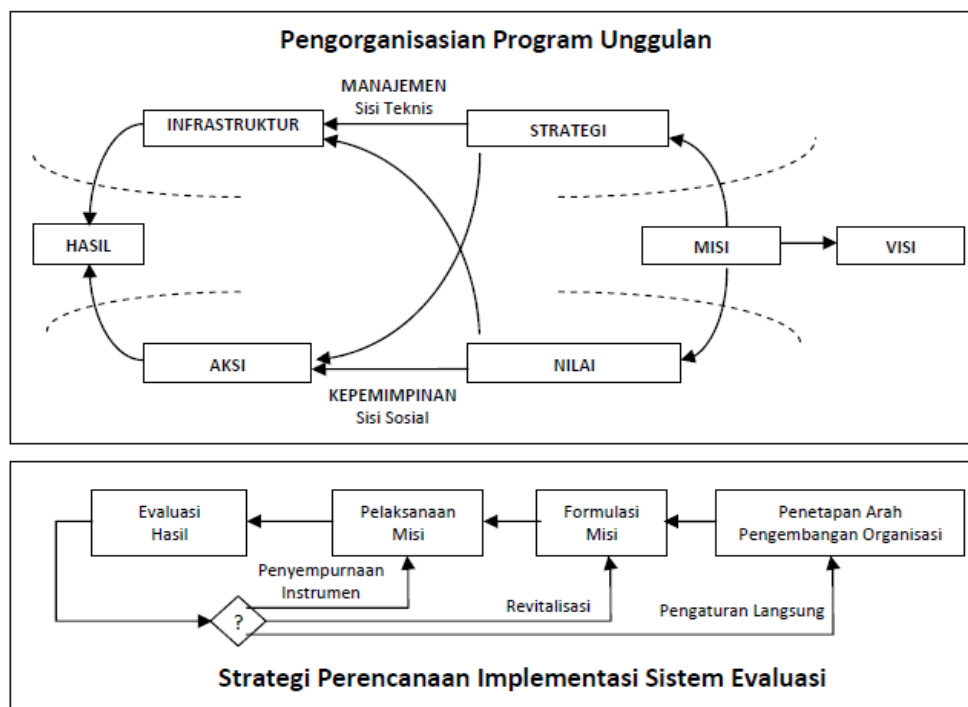 Pengorganisasian Program Unggulan
MANAJEMEN
Sisi Teknis
INFRASTRUKTUR
STRATEGI
HASIL
MISI
VISI
AKSI
NILAI
KEPEMIMPINAN
Sisi Sosial
Evaluasi
Hasil
Pelaksanaan
Misi
Formulasi
Misi
Penetapan Arah
Pengembangan Organisasi
Penyempurnaan
Instrumen
Revitalisasi
Pengaturan Langsung
?
Strategi Perencanaan Implementasi Sistem Evaluasi